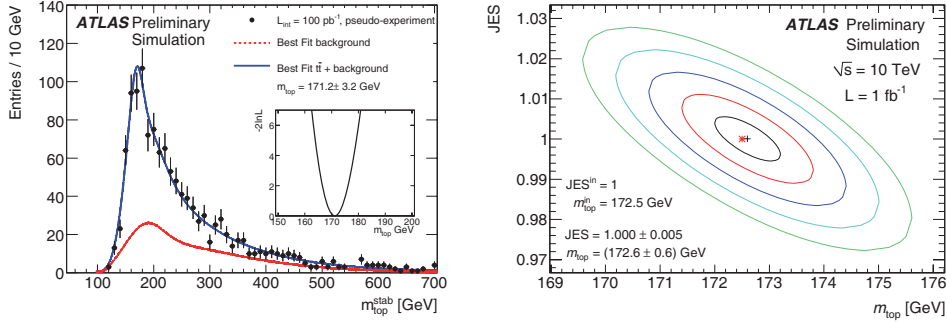 ATLAS Preliminary
Simulation
L_int = 100 pb⁻¹, pseudo-experiment
Best Fit background
Best Fit tt̄ + background
m_top = 171.2± 3.2 GeV
Entries / 10 GeV
140
120
100
80
60
40
20
0
-2lnL
6
4
2
0
150 160 170 180 190 200
m_top GeV
100 200 300 400 500 600 700
m_top^stab [GeV]
JES
1.03
1.02
1.01
1
0.99
0.98
0.97
ATLAS Preliminary
Simulation
√s = 10 TeV
L = 1 fb⁻¹
JES^in = 1
m_top^in = 172.5 GeV
JES = 1.000 ± 0.005
m_top = (172.6 ± 0.6) GeV
169 170 171 172 173 174 175 176
m_top [GeV]